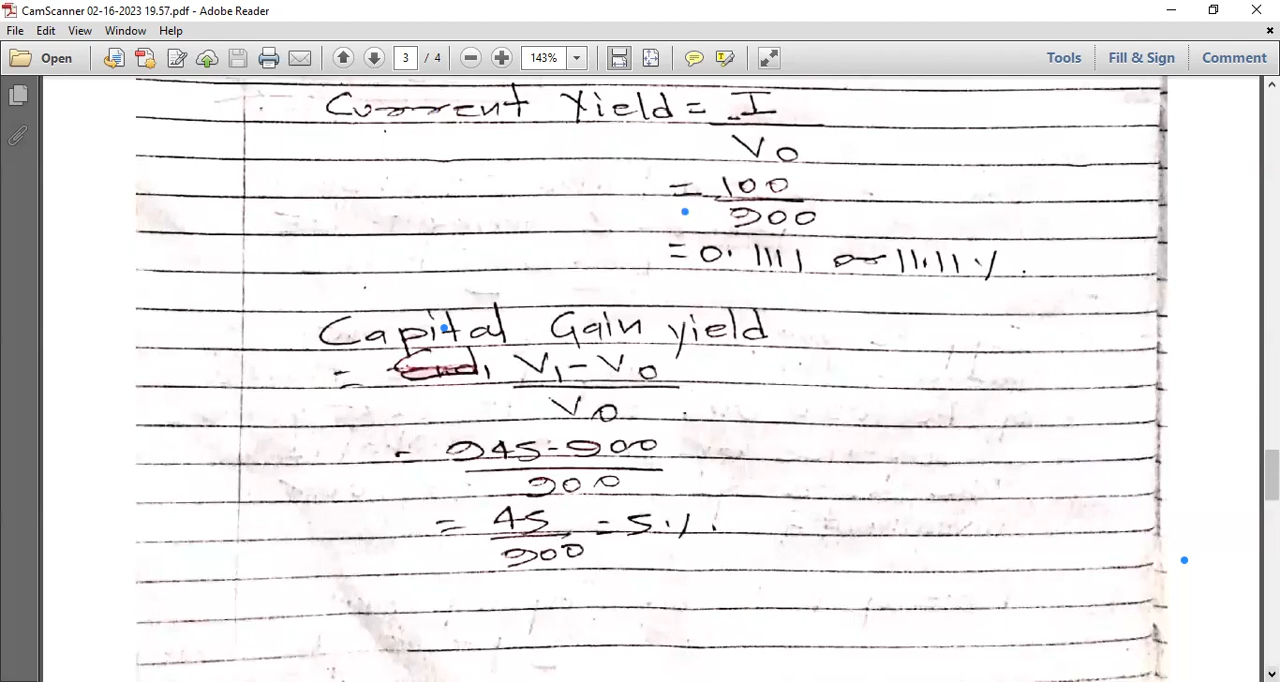 CamScanner 02-16-2023 19.57.pdf - Adobe Reader
File Edit View Window Help
Open 3 / 4 143% Tools Fill & Sign Comment
Current Yield = I
V0
= 100
900
= 0.1111 or 11.11%.
Capital Gain yield
= V1 - V0
V0
= 945-900
900
= 45 = 5%.
900